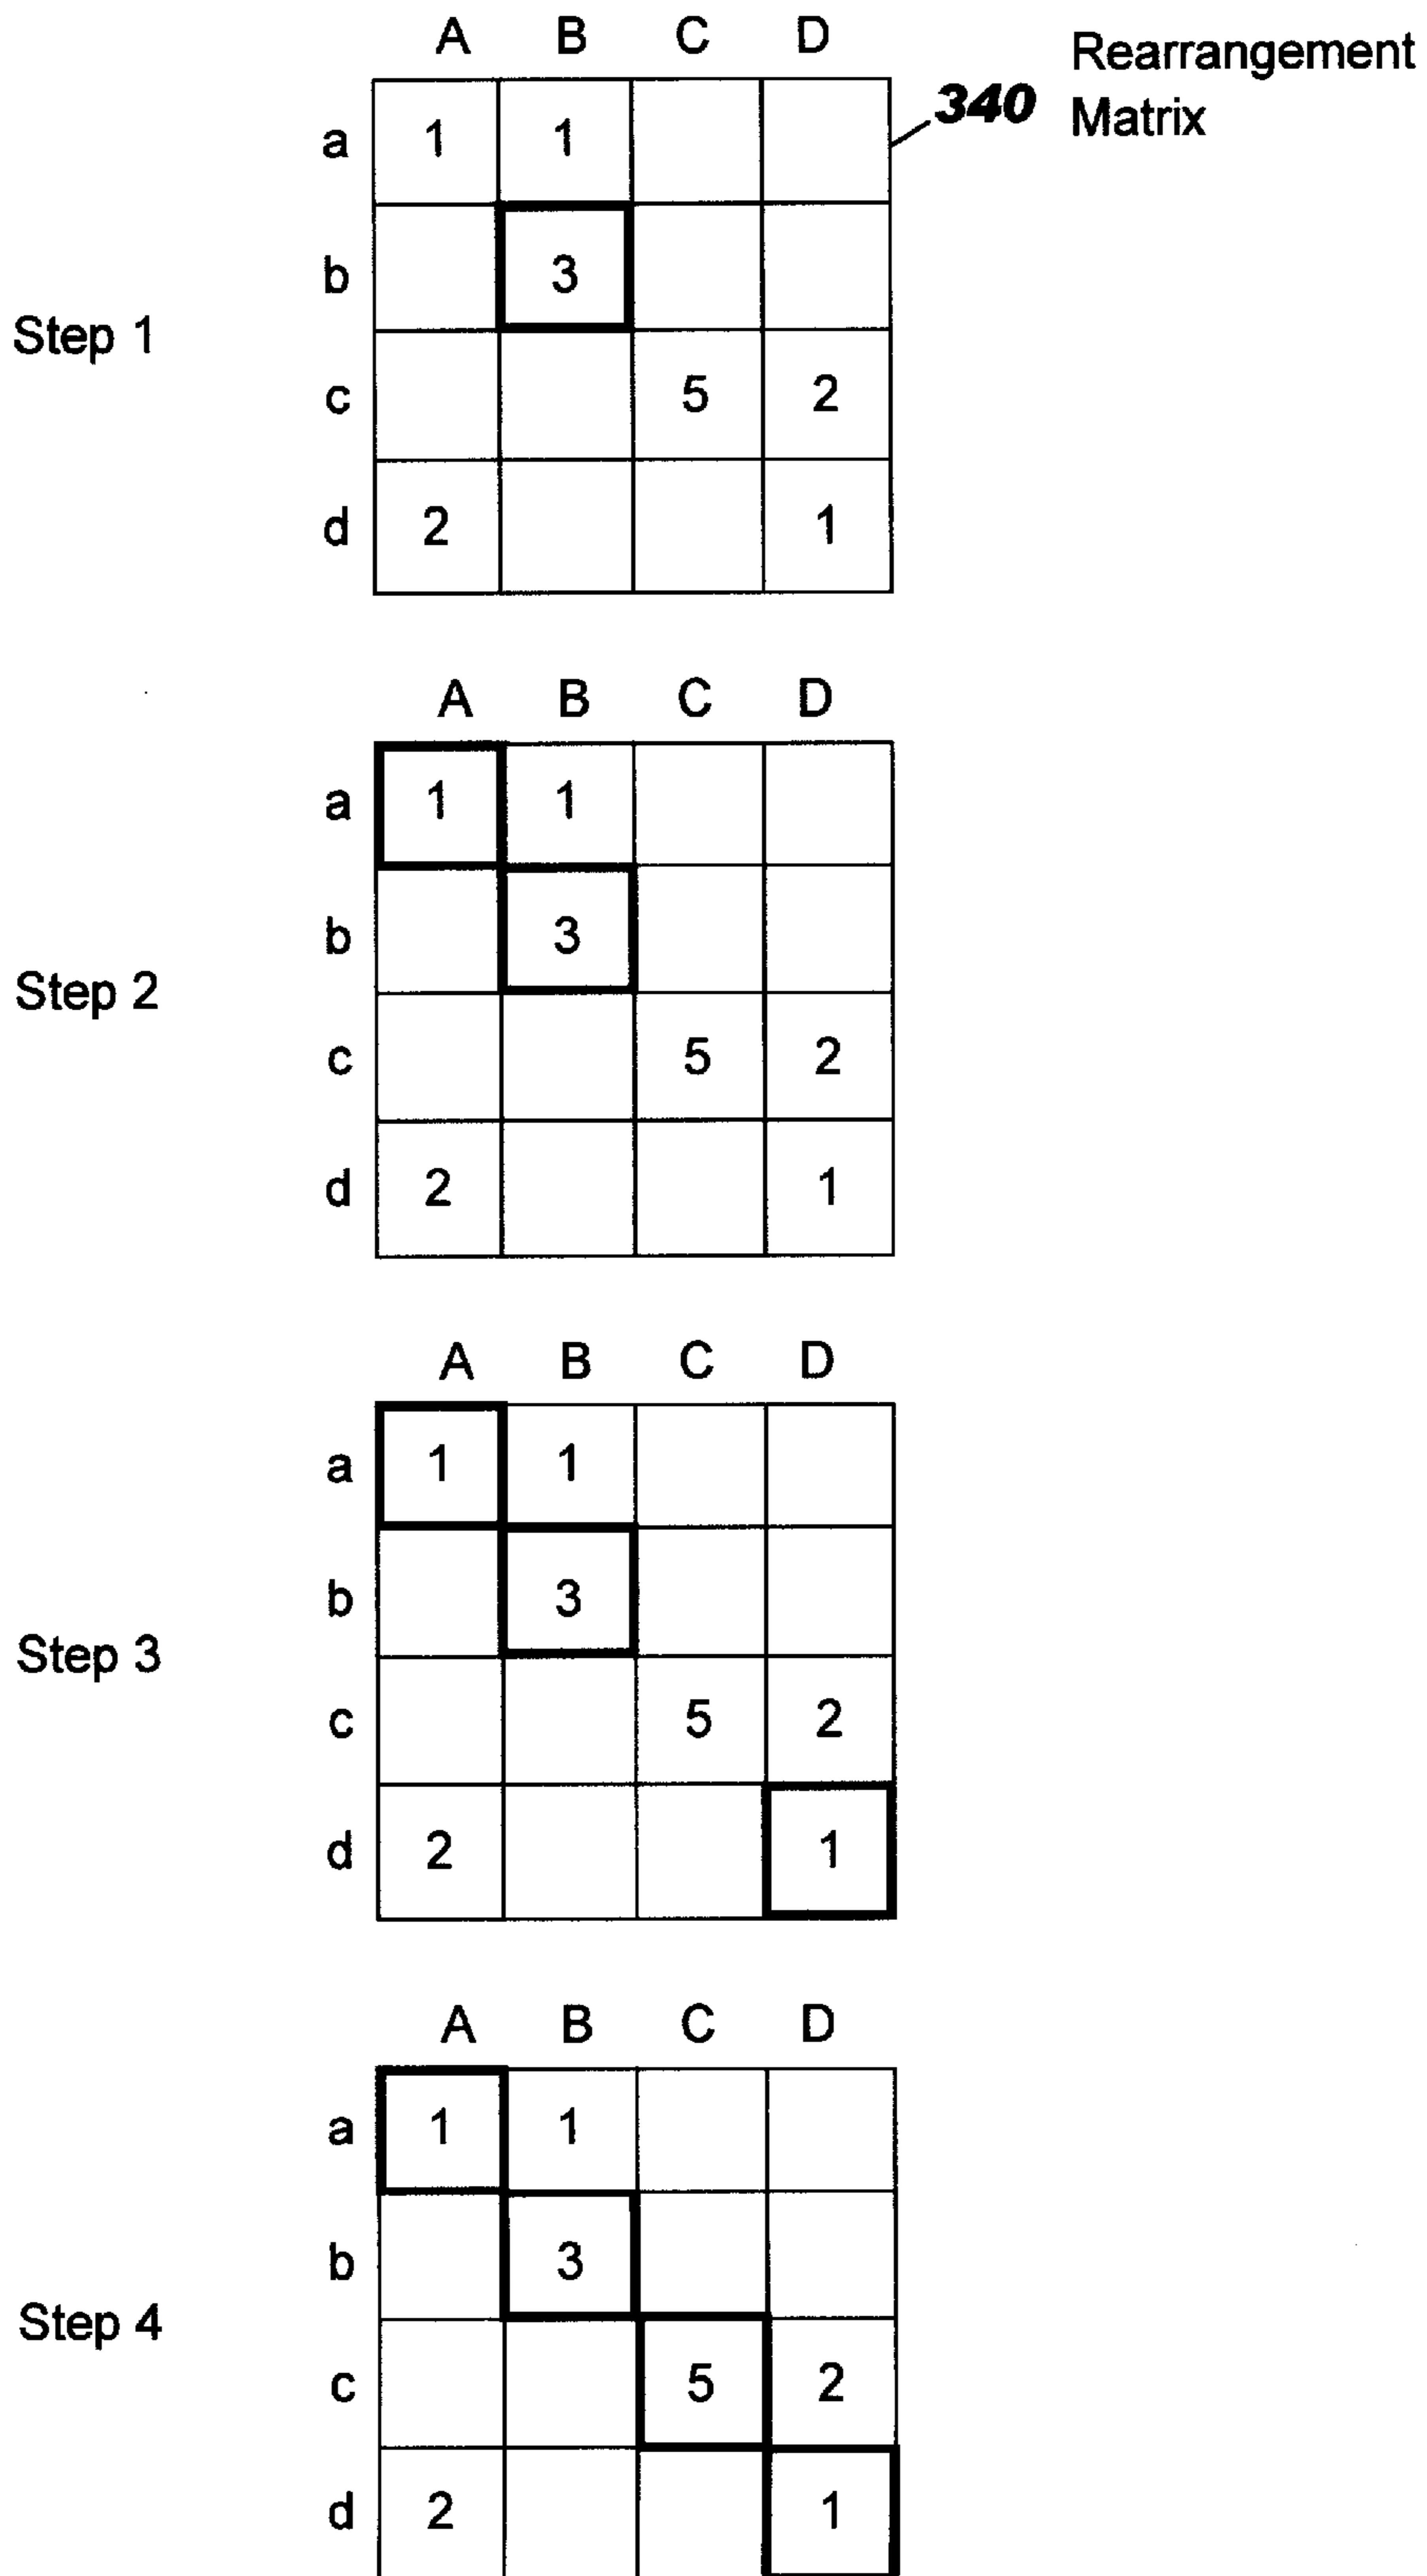 A B C D
Rearrangement
Matrix
340
a 1 1
b 3
Step 1
c 5 2
d 2 1
A B C D
a 1 1
b 3
Step 2
c 5 2
d 2 1
A B C D
a 1 1
b 3
Step 3
c 5 2
d 2 1
A B C D
a 1 1
b 3
Step 4
c 5 2
d 2 1